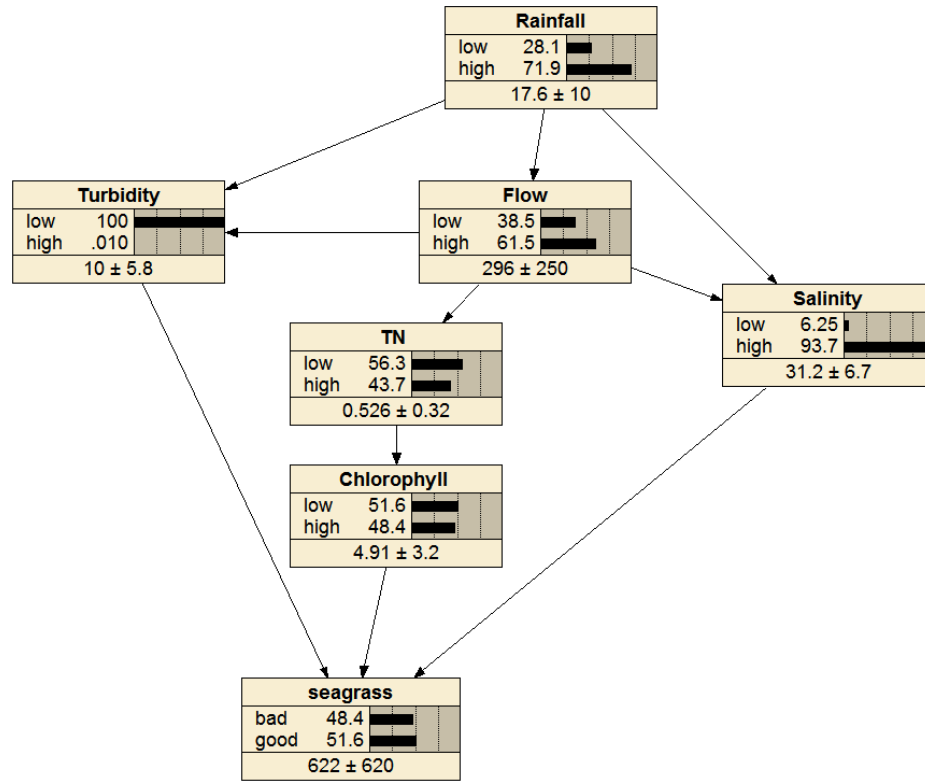 Rainfall
low 28.1
high 71.9
17.6 ± 10
Turbidity
low 100
high .010
10 ± 5.8
Flow
low 38.5
high 61.5
296 ± 250
Salinity
low 6.25
high 93.7
31.2 ± 6.7
TN
low 56.3
high 43.7
0.526 ± 0.32
Chlorophyll
low 51.6
high 48.4
4.91 ± 3.2
seagrass
bad 48.4
good 51.6
622 ± 620